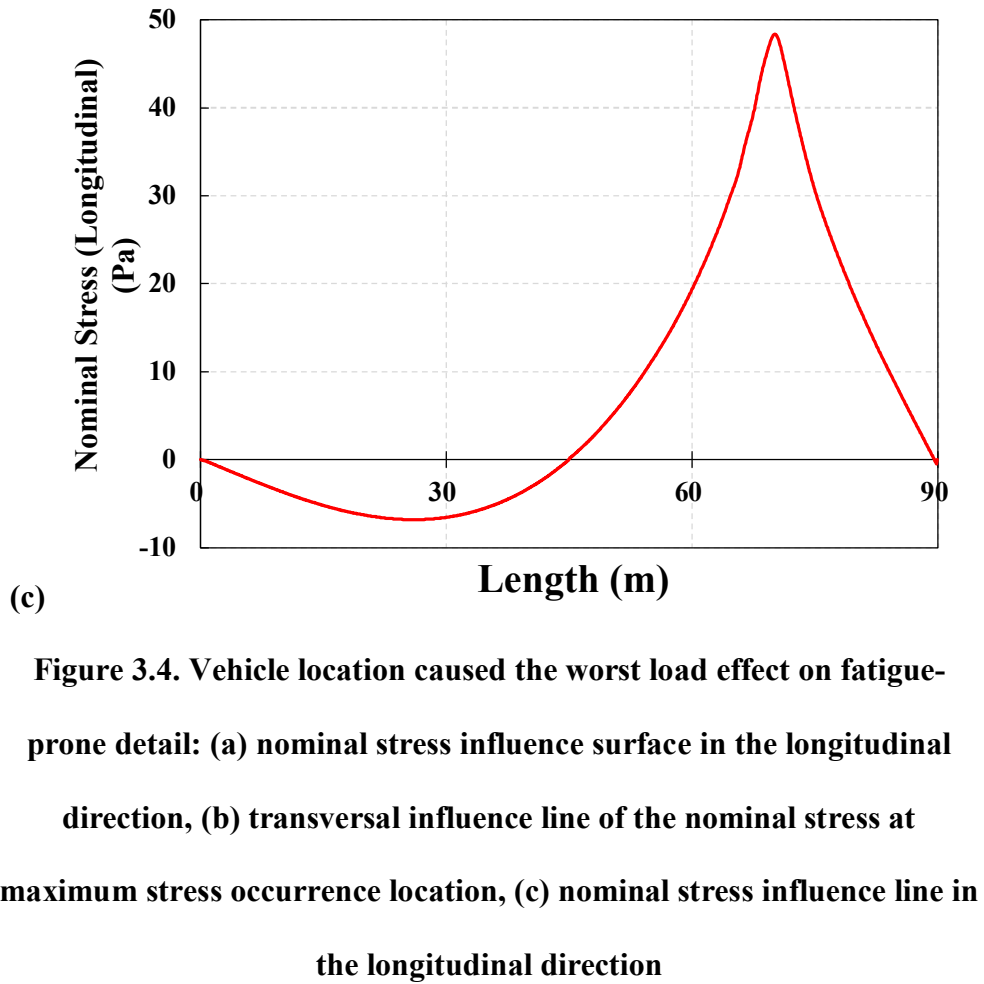 50
40
30
20
10
0
-10
Nominal Stress (Longitudinal)
(Pa)
0 30 60 90
Length (m)
(c)
Figure 3.4. Vehicle location caused the worst load effect on fatigue-
prone detail: (a) nominal stress influence surface in the longitudinal
direction, (b) transversal influence line of the nominal stress at
maximum stress occurrence location, (c) nominal stress influence line in
the longitudinal direction